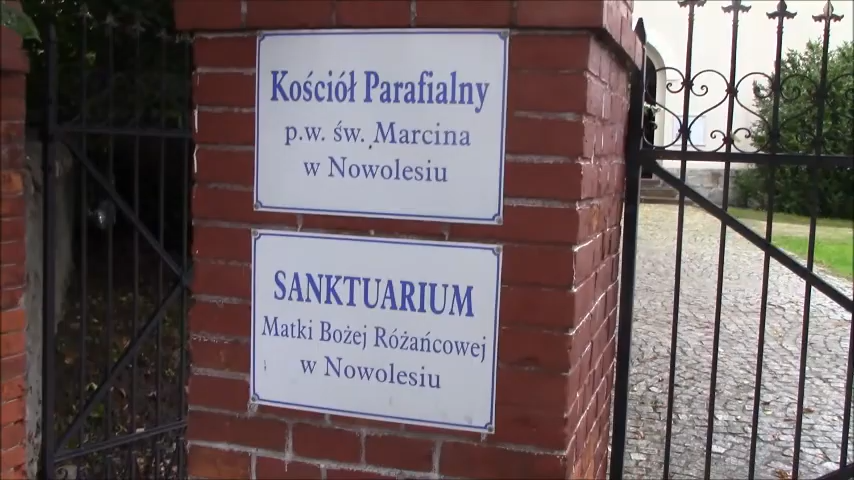 Kościół Parafialny
p.w. św. Marcina
w Nowolesiu
SANKTUARIUM
Matki Bożej Różańcowej
w Nowolesiu